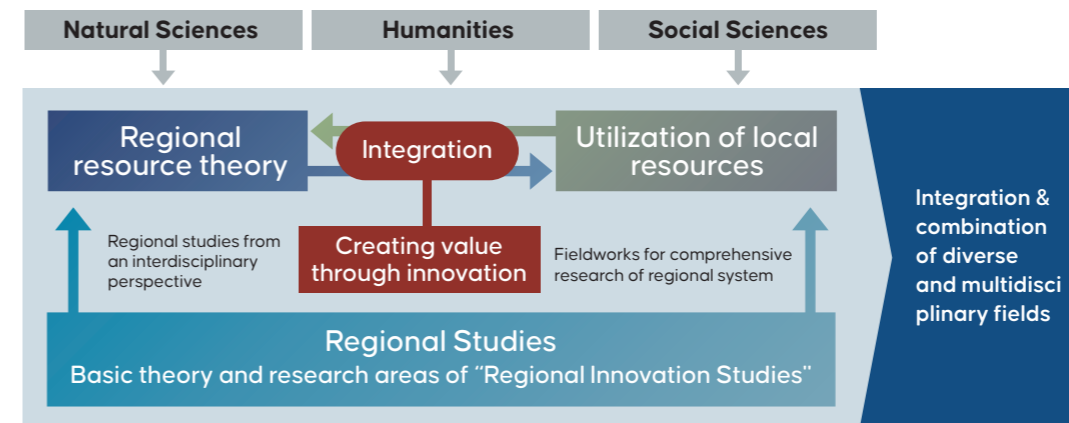 Natural Sciences
Humanities
Social Sciences
Regional
resource theory
Integration
Utilization of local
resources
Regional studies from
an interdisciplinary
perspective
Creating value
through innovation
Fieldworks for comprehensive
research of regional system
Regional Studies
Basic theory and research areas of “Regional Innovation Studies”
Integration &
combination
of diverse
and multidisci
plinary fields